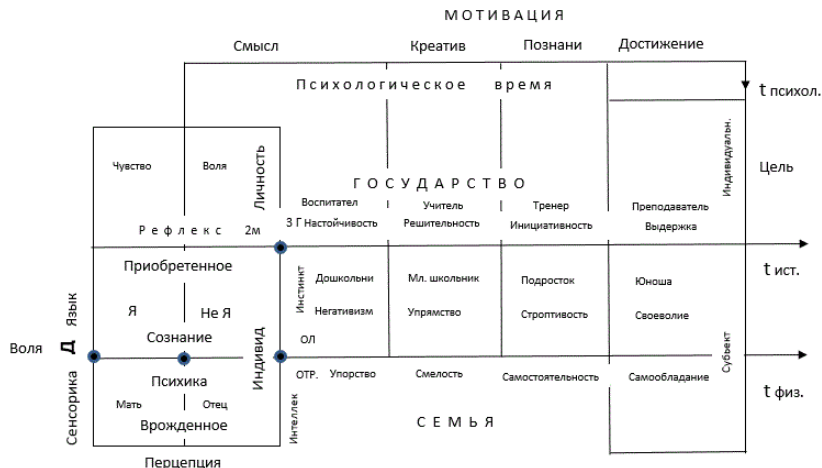 МОТИВАЦИЯ
Смысл Креатив Познани Достижение
Психологическое время
t психол.
Чувство Воля Личность Индивидуальн. Цель
ГОСУДАРСТВО
Воспитател Учитель Тренер Преподаватель
Рефлекс 2м 3 Г Настойчивость Решительность Инициативность Выдержка
t ист.
Приобретенное
Инстинкт Дошкольни Мл. школьник Подросток Юноша
Язык Я Не Я Негативизм Упрямство Строптивость Своеволие
Сознание Индивид ОЛ Субъект
Воля Д
Психика ОТР. Упорство Смелость Самостоятельность Самообладание
t физ.
Сенсорика Мать Отец Интеллек
Врожденное СЕМЬЯ
Перцепция